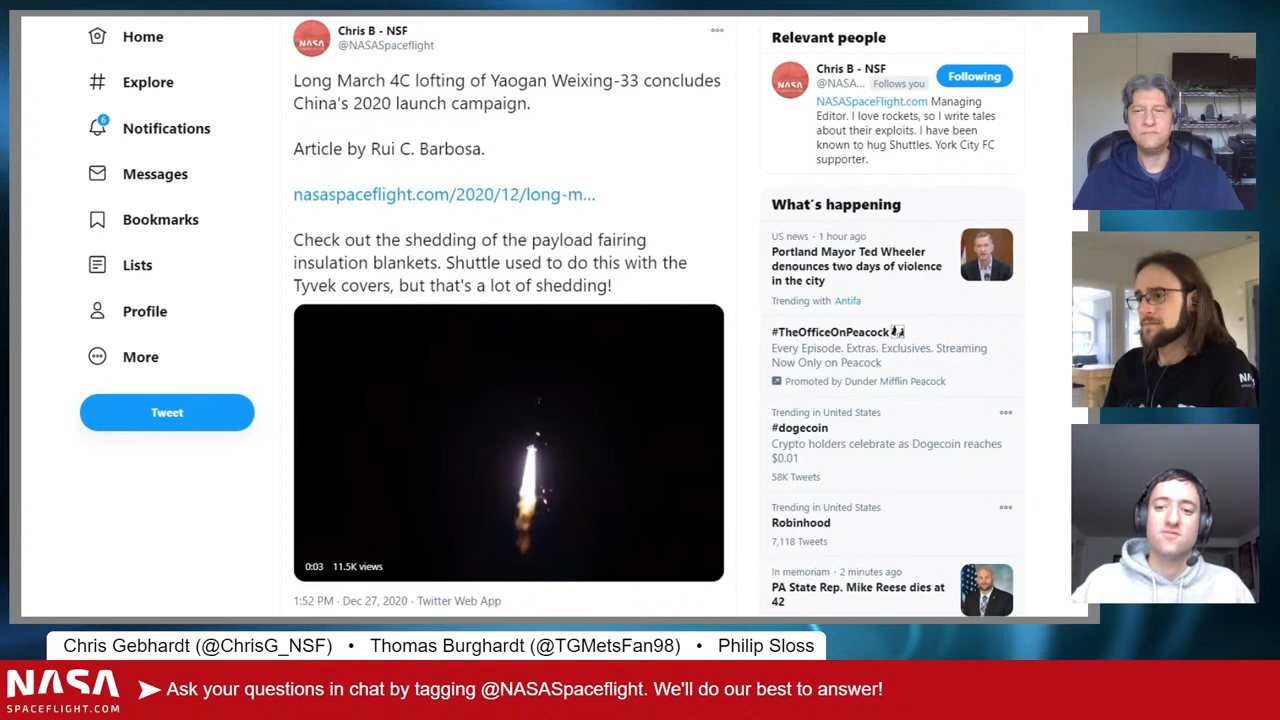 Home
Explore
6
Notifications
Messages
Bookmarks
Lists
Profile
More
Tweet
NASA
Chris B - NSF
@NASASpaceflight
Long March 4C lofting of Yaogan Weixing-33 concludes
China's 2020 launch campaign.
Article by Rui C. Barbosa.
nasaspaceflight.com/2020/12/long-m...
Check out the shedding of the payload fairing
insulation blankets. Shuttle used to do this with the
Tyvek covers, but that's a lot of shedding!
0:03 11.5K views
1:52 PM · Dec 27, 2020 · Twitter Web App
Relevant people
NASA
Chris B - NSF
@NASA... Follows you
Following
NASASpaceFlight.com Managing
Editor. I love rockets, so I write tales
about their exploits. I have been
known to hug Shuttles. York City FC
supporter.
What's happening
US news · 1 hour ago
Portland Mayor Ted Wheeler
denounces two days of violence
in the city
Trending with Antifa
#TheOfficeOnPeacock
Every Episode. Extras. Exclusives. Streaming
Now Only on Peacock
Promoted by Dunder Mifflin Peacock
Trending in United States
#dogecoin
Crypto holders celebrate as Dogecoin reaches
$0.01
58K Tweets
Trending in United States
Robinhood
7,118 Tweets
In memoriam · 2 minutes ago
PA State Rep. Mike Reese dies at
42
Chris Gebhardt (@ChrisG_NSF) • Thomas Burghardt (@TGMetsFan98) • Philip Sloss
NASA
SPACEFLIGHT.COM
Ask your questions in chat by tagging @NASASpaceflight. We'll do our best to answer!